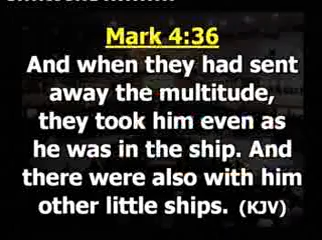 Mark 4:36
And when they had sent
away the multitude,
they took him even as
he was in the ship. And
there were also with him
other little ships. (KJV)